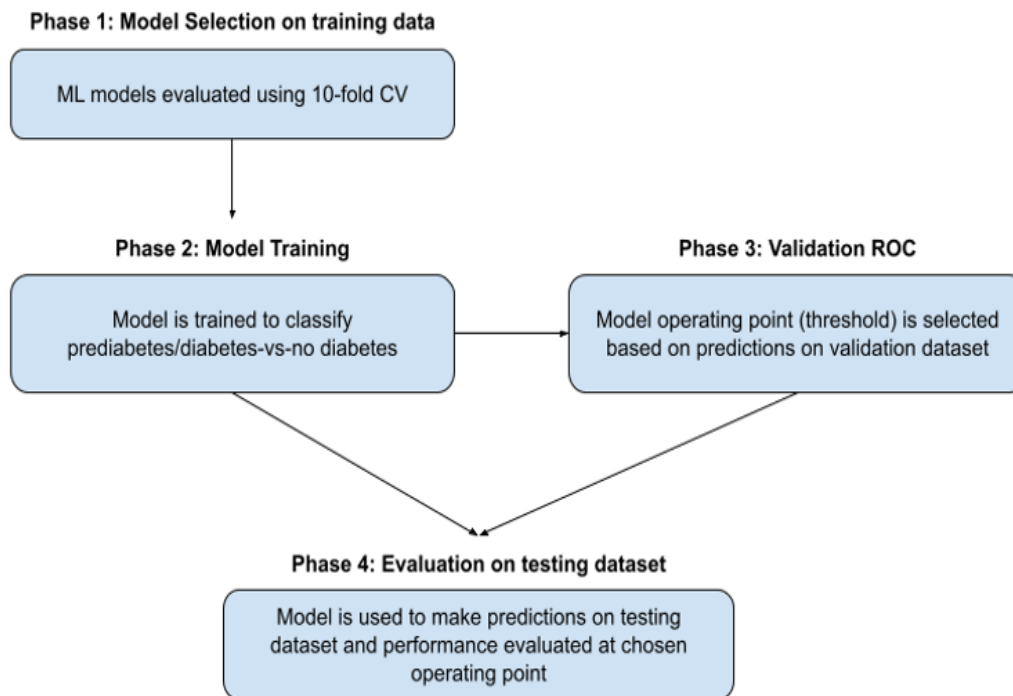 Phase 1: Model Selection on training data
ML models evaluated using 10-fold CV
Phase 2: Model Training
Model is trained to classify
prediabetes/diabetes-vs-no diabetes
Phase 3: Validation ROC
Model operating point (threshold) is selected
based on predictions on validation dataset
Phase 4: Evaluation on testing dataset
Model is used to make predictions on testing
dataset and performance evaluated at chosen
operating point